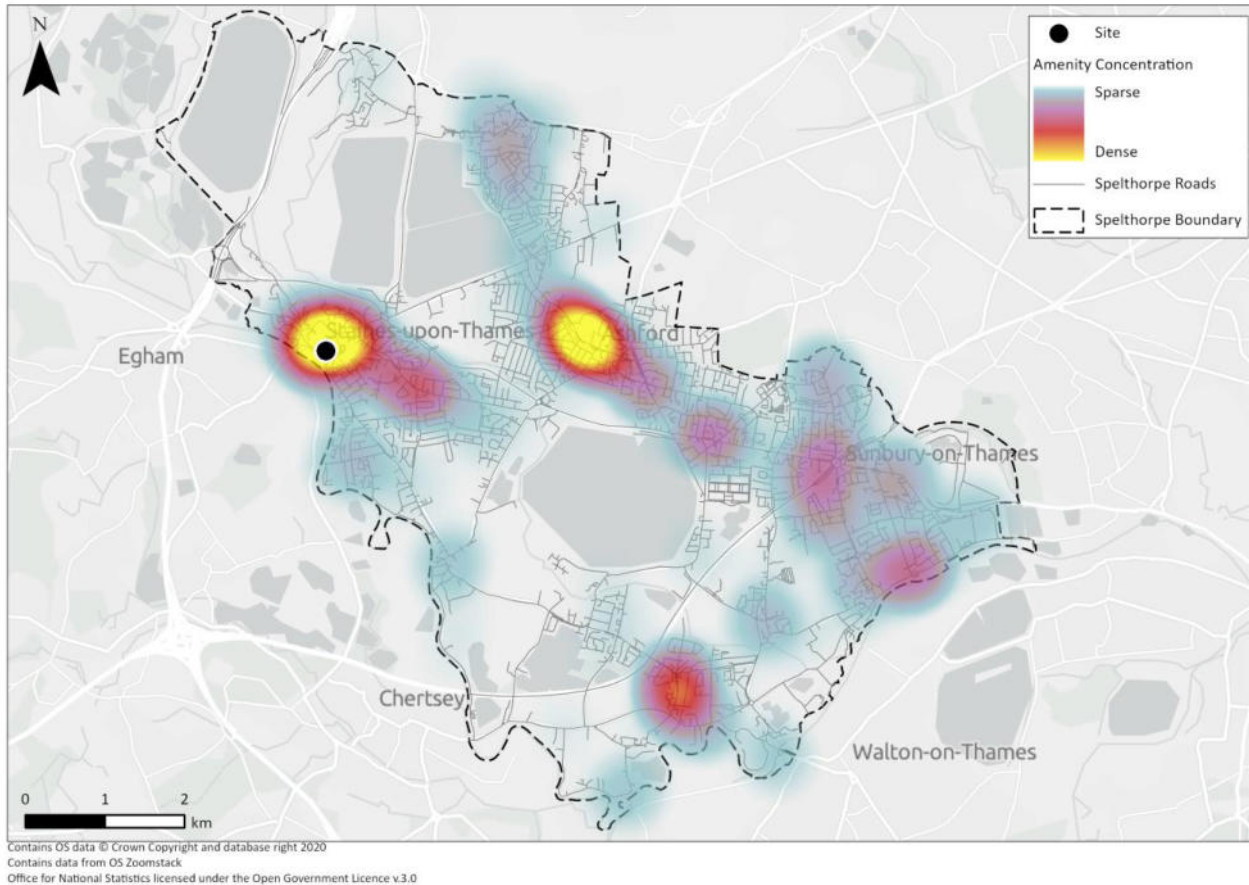 N
Site
Amenity Concentration
Sparse
Dense
Spelthorpe Roads
Spelthorpe Boundary
Staines-upon-Thames
Ashford
Egham
Sunbury-on-Thames
Chertsey
Walton-on-Thames
0 1 2
km
Contains OS data © Crown Copyright and database right 2020
Contains data from OS Zoomstack
Office for National Statistics licensed under the Open Government Licence v.3.0